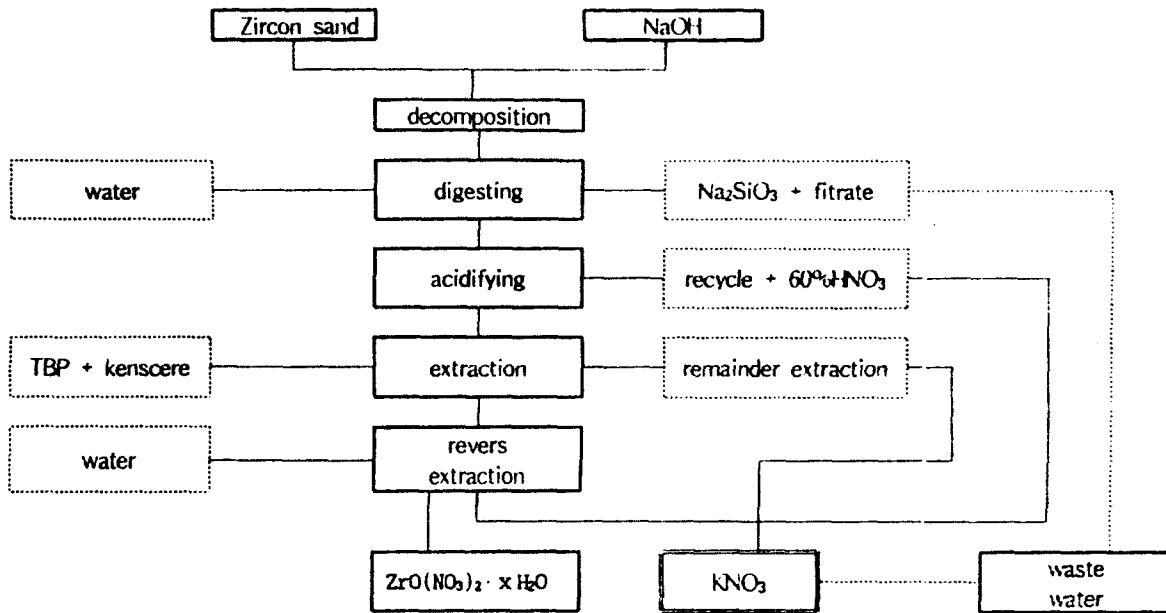 Zircon sand
NaOH
decomposition
water
digesting
Na₂SiO₃ + fitrate
acidifying
recycle + 60%HNO₃
TBP + kenscere
extraction
remainder extraction
water
revers
extraction
ZrO(NO₃)₂· x H₂O
KNO₃
waste
water